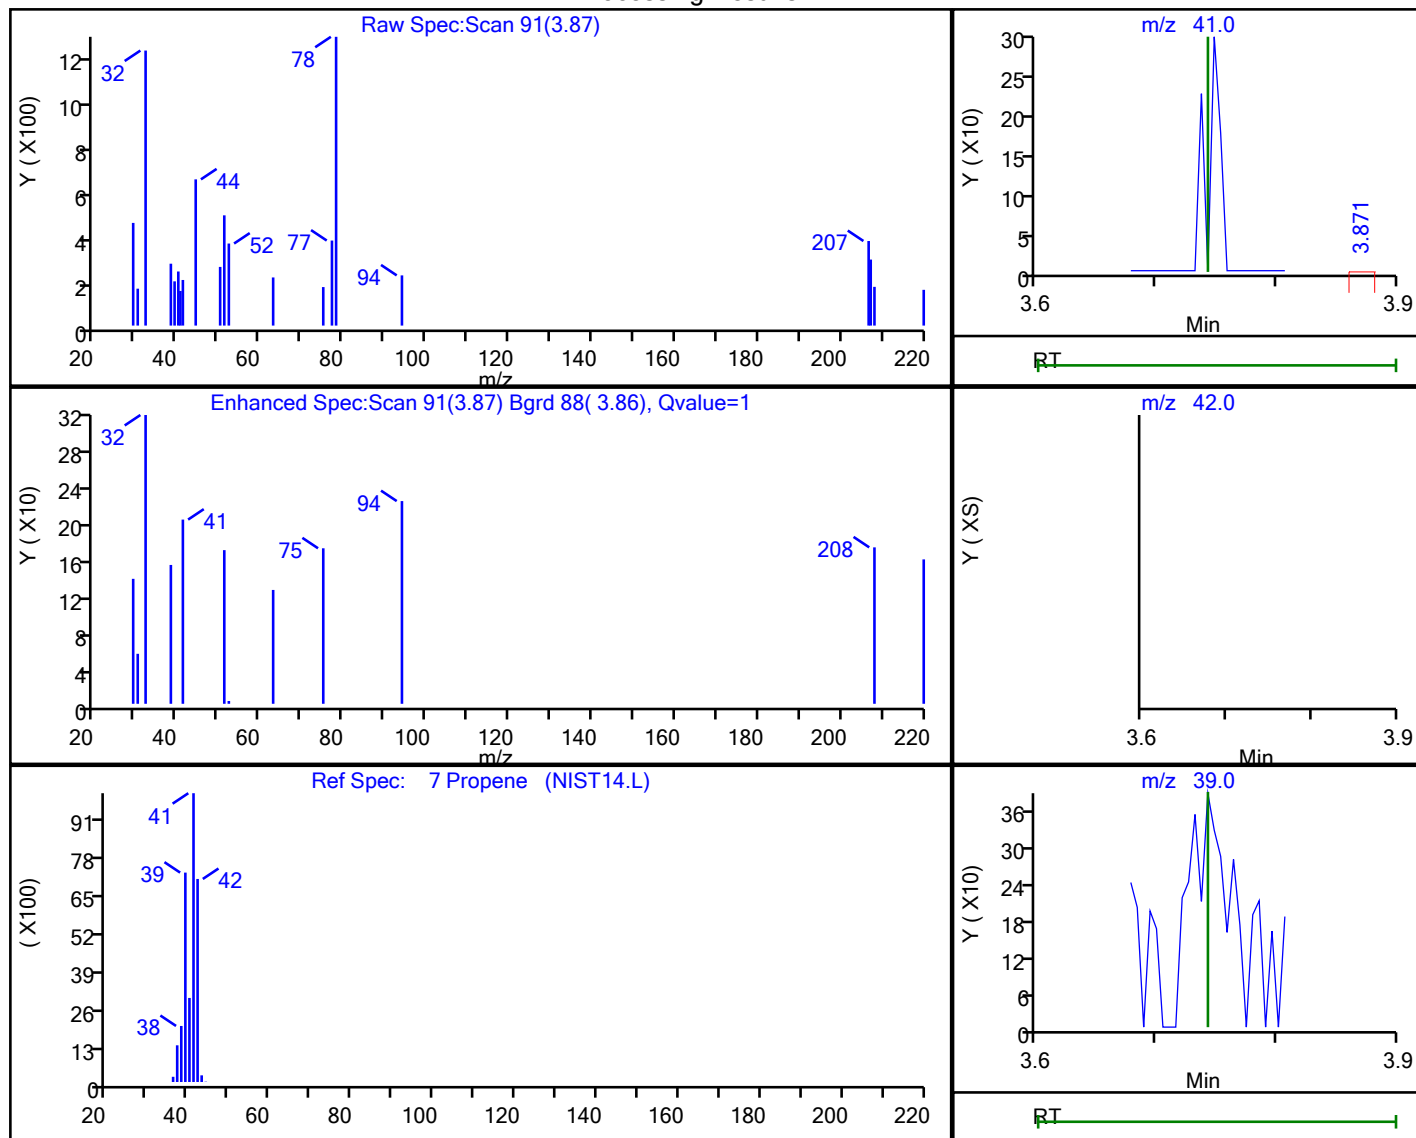 Raw Spec:Scan 91(3.87)
Y ( X100)
12
10
8
6
4
2
0
32
44
52
77
78
94
207
20 40 60 80 100 120 140 160 180 200 220
m/z
m/z 41.0
Y ( X10)
30
25
20
15
10
5
0
3.871
3.6 3.9
Min
RT
Enhanced Spec:Scan 91(3.87) Bgrd 88( 3.86), Qvalue=1
Y ( X10)
32
28
24
20
16
12
8
4
0
32
41
75
94
208
20 40 60 80 100 120 140 160 180 200 220
m/z
m/z 42.0
Y ( XS)
3.6 3.9
Min
Ref Spec: 7 Propene (NIST14.L)
( X100)
91
78
65
52
39
26
13
0
41
39
42
38
20 40 60 80 100 120 140 160 180 200 220
m/z 39.0
Y ( X10)
36
30
24
18
12
6
0
3.6 3.9
Min
RT